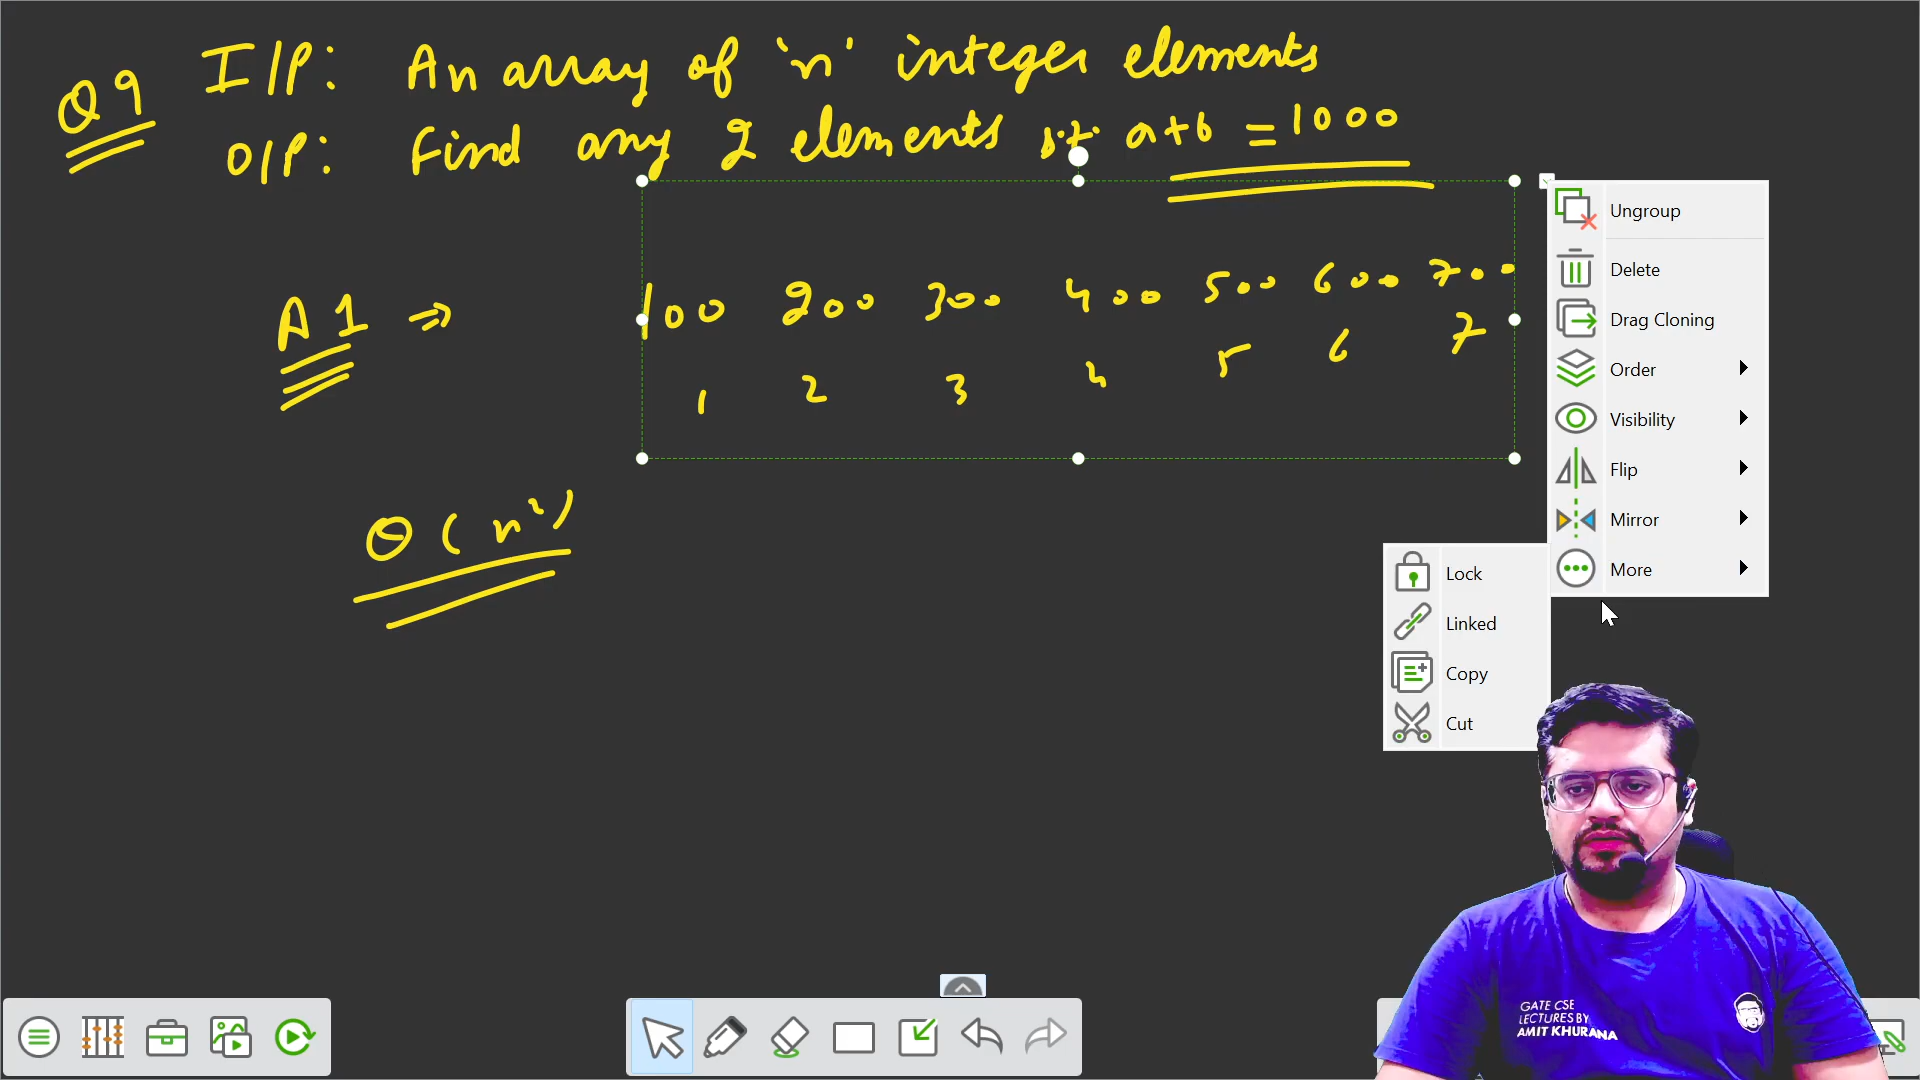 Q9 I/P: An array of 'n' integer elements
O/P: Find any 2 elements s.t. a+b = 1000
A1 ⇒ 100 200 300 400 500 600 700
1 2 3 4 5 6 7
Θ(n²)
Ungroup
Delete
Drag Cloning
Order
Visibility
Flip
Mirror
More
Lock
Linked
Copy
Cut
GATE CSE
LECTURES BY
AMIT KHURANA